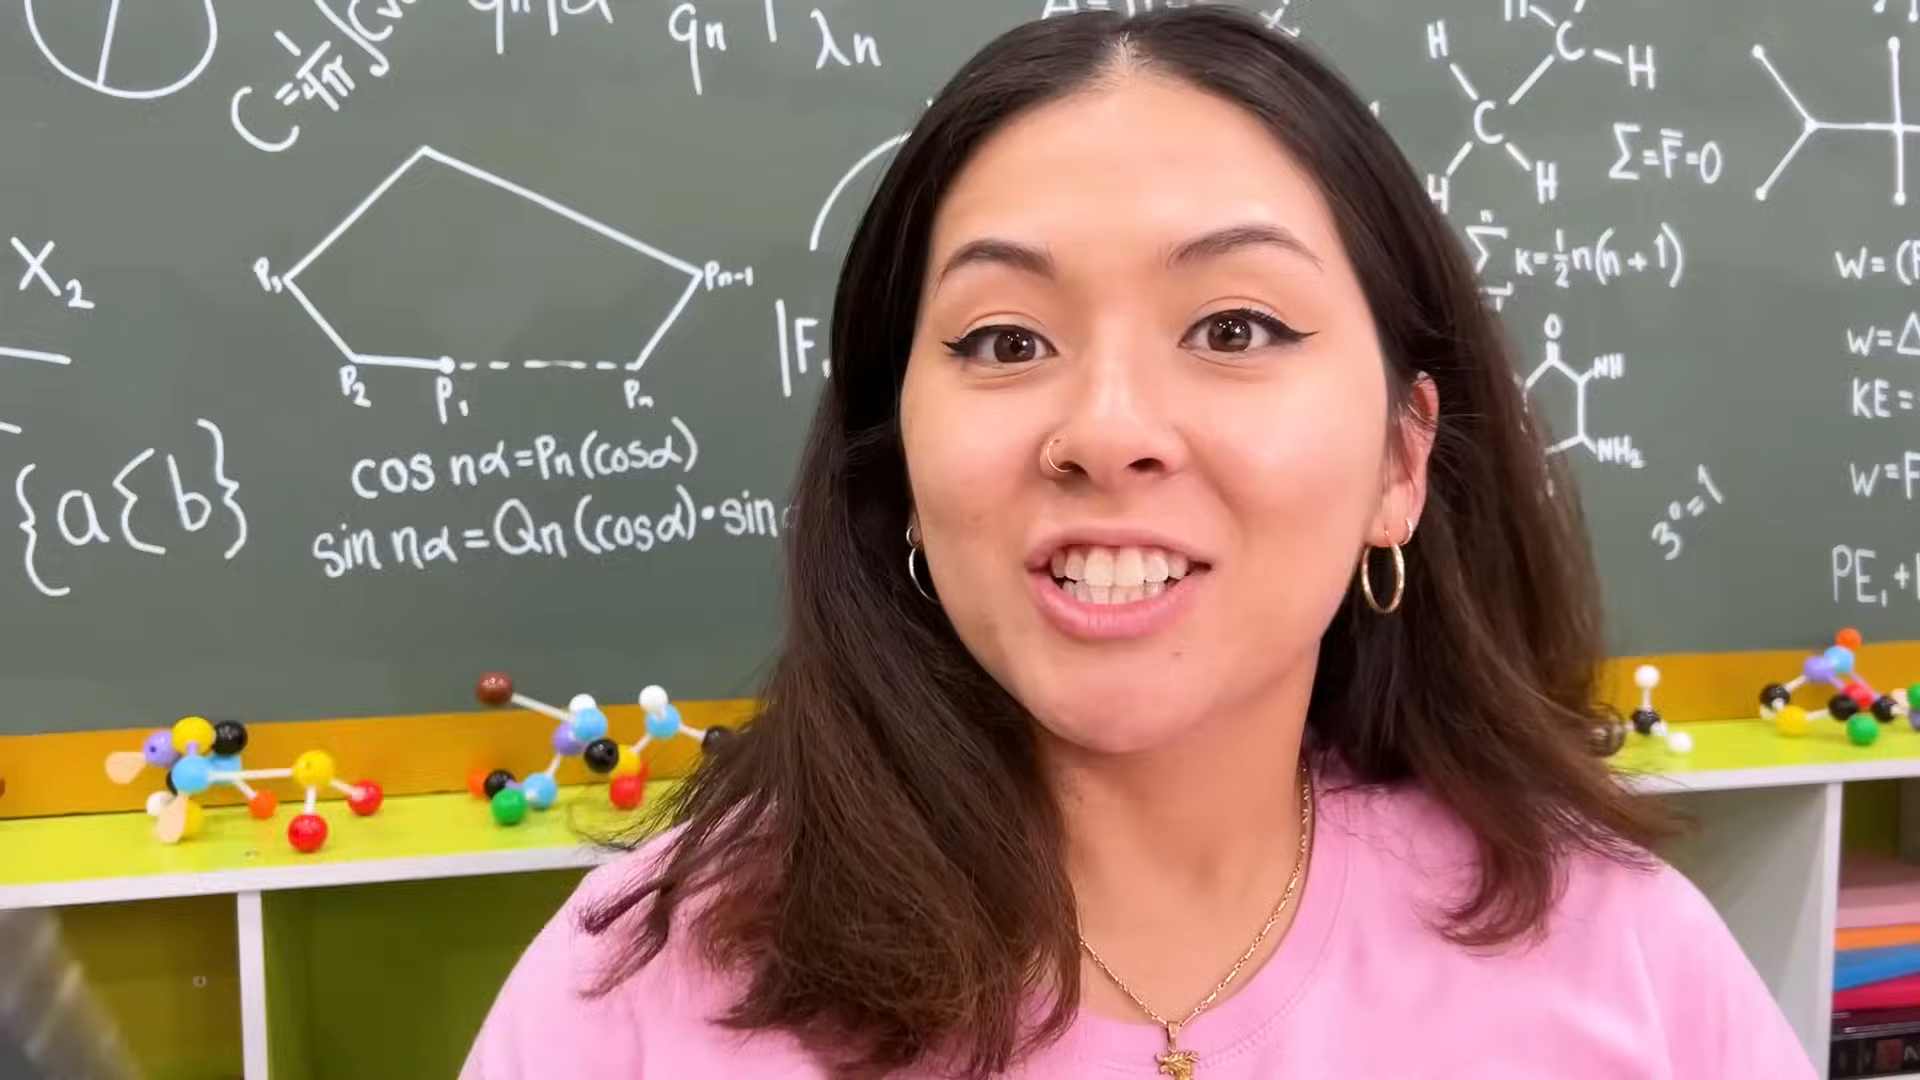 C=1/4π∫
qn
λn
X₂
P₃
Pn-1
P₂
P₁
Pn
{a{b}
cos nα=Pn(cosα)
sin nα=Qn(cosα)•sin
|F,
H
C
H
C
H
H
Σ=F̅=0
n
Σ k=½n(n+1)
O
NH
NH₂
3⁰=1
W=(F
W=Δ
KE=
W=F
PE,+